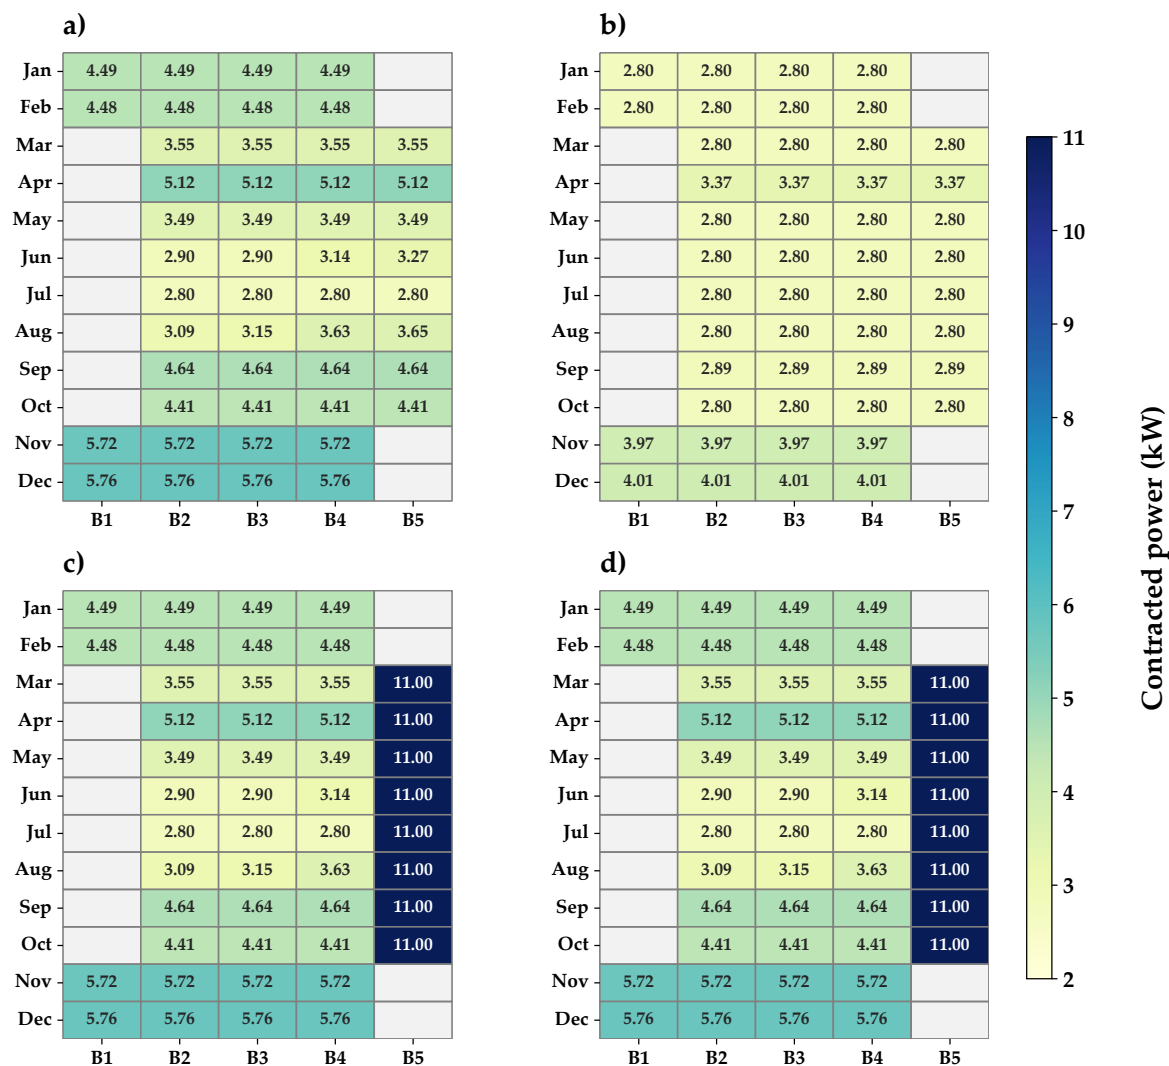 a)
Jan 4.49 4.49 4.49 4.49
Feb 4.48 4.48 4.48 4.48
Mar 3.55 3.55 3.55 3.55
Apr 5.12 5.12 5.12 5.12
May 3.49 3.49 3.49 3.49
Jun 2.90 2.90 3.14 3.27
Jul 2.80 2.80 2.80 2.80
Aug 3.09 3.15 3.63 3.65
Sep 4.64 4.64 4.64 4.64
Oct 4.41 4.41 4.41 4.41
Nov 5.72 5.72 5.72 5.72
Dec 5.76 5.76 5.76 5.76
B1 B2 B3 B4 B5
b)
Jan 2.80 2.80 2.80 2.80
Feb 2.80 2.80 2.80 2.80
Mar 2.80 2.80 2.80 2.80
Apr 3.37 3.37 3.37 3.37
May 2.80 2.80 2.80 2.80
Jun 2.80 2.80 2.80 2.80
Jul 2.80 2.80 2.80 2.80
Aug 2.80 2.80 2.80 2.80
Sep 2.89 2.89 2.89 2.89
Oct 2.80 2.80 2.80 2.80
Nov 3.97 3.97 3.97 3.97
Dec 4.01 4.01 4.01 4.01
B1 B2 B3 B4 B5
c)
Jan 4.49 4.49 4.49 4.49
Feb 4.48 4.48 4.48 4.48
Mar 3.55 3.55 3.55 11.00
Apr 5.12 5.12 5.12 11.00
May 3.49 3.49 3.49 11.00
Jun 2.90 2.90 3.14 11.00
Jul 2.80 2.80 2.80 11.00
Aug 3.09 3.15 3.63 11.00
Sep 4.64 4.64 4.64 11.00
Oct 4.41 4.41 4.41 11.00
Nov 5.72 5.72 5.72 5.72
Dec 5.76 5.76 5.76 5.76
B1 B2 B3 B4 B5
d)
Jan 4.49 4.49 4.49 4.49
Feb 4.48 4.48 4.48 4.48
Mar 3.55 3.55 3.55 11.00
Apr 5.12 5.12 5.12 11.00
May 3.49 3.49 3.49 11.00
Jun 2.90 2.90 3.14 11.00
Jul 2.80 2.80 2.80 11.00
Aug 3.09 3.15 3.63 11.00
Sep 4.64 4.64 4.64 11.00
Oct 4.41 4.41 4.41 11.00
Nov 5.72 5.72 5.72 5.72
Dec 5.76 5.76 5.76 5.76
B1 B2 B3 B4 B5
11
10
9
8
7
6
5
4
3
2
Contracted power (kW)